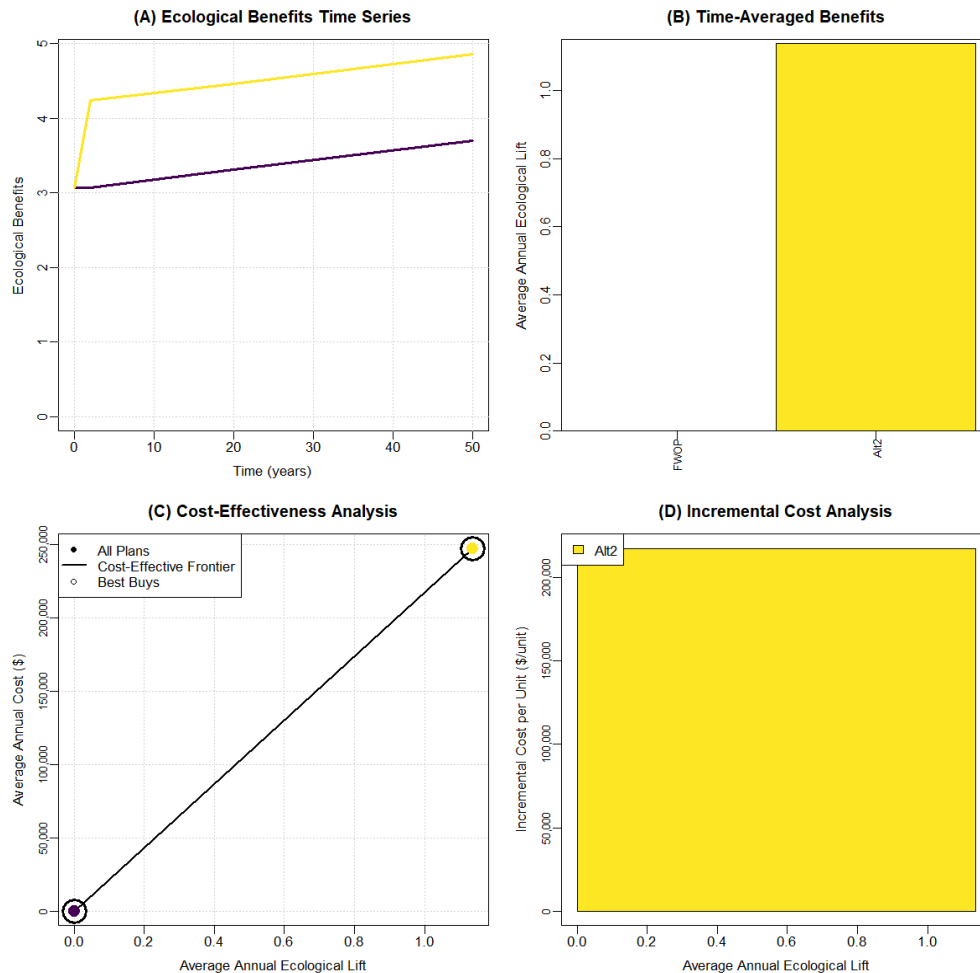 (A) Ecological Benefits Time Series
Ecological Benefits
5
4
3
2
1
0
0 10 20 30 40 50
Time (years)
(B) Time-Averaged Benefits
Average Annual Ecological Lift
1.0
0.8
0.6
0.4
0.2
0.0
FWOP
Alt2
(C) Cost-Effectiveness Analysis
All Plans
Cost-Effective Frontier
Best Buys
Average Annual Cost ($)
250,000
200,000
150,000
100,000
50,000
0
0.0 0.2 0.4 0.6 0.8 1.0
Average Annual Ecological Lift
(D) Incremental Cost Analysis
Alt2
Incremental Cost per Unit ($/unit)
200,000
150,000
100,000
50,000
0
0.0 0.2 0.4 0.6 0.8 1.0
Average Annual Ecological Lift